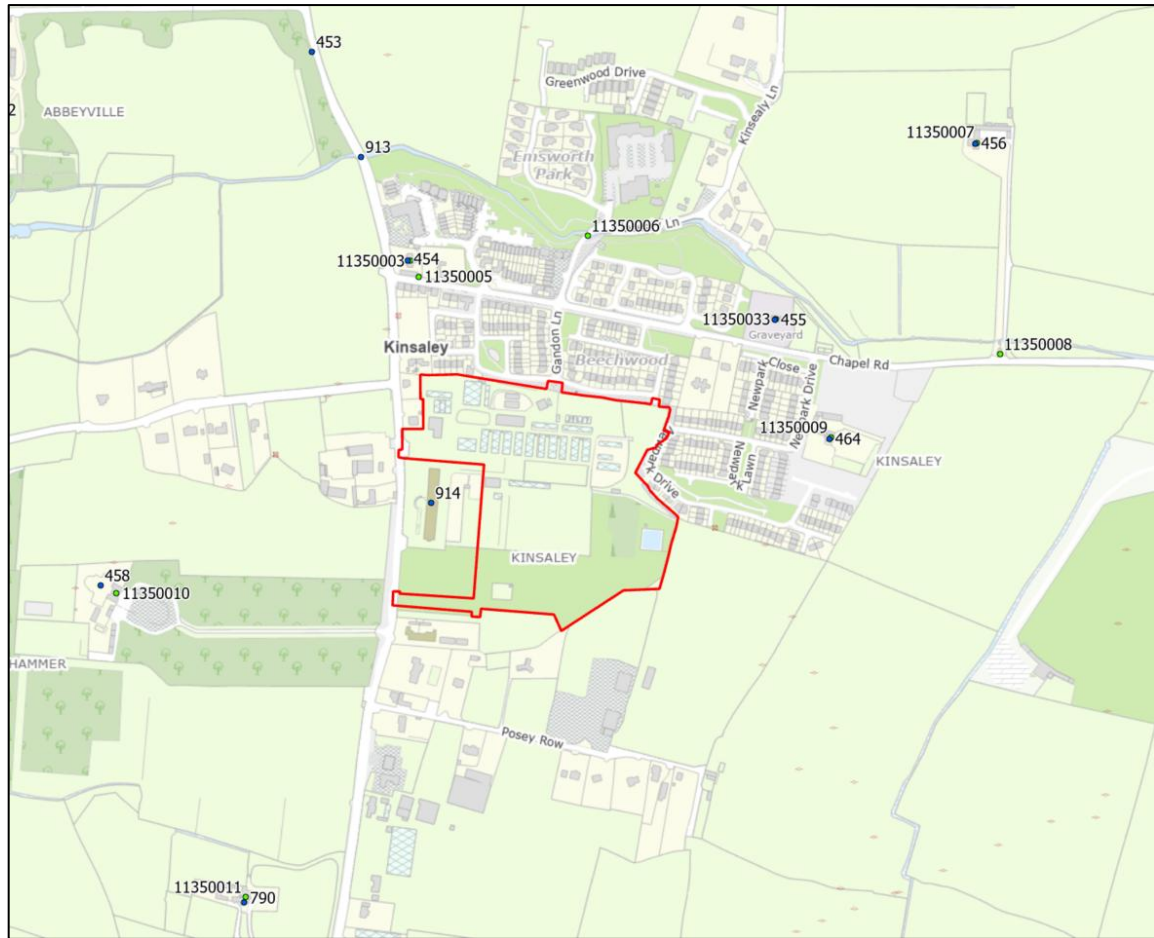 453
Greenwood Drive
Kinsealy Ln
2
ABBEYVILLE
11350007
456
913
Emsworth
Park
11350006
Ln
11350003
454
11350005
11350033
455
Graveyard
Gandon Ln
Kinsaley
Beechwood
11350008
Chapel Rd
Newpark
Close
Newpark Drive
11350009
464
KINSALEY
Newpark
Lawn
Newpark
Drive
914
KINSALEY
458
11350010
HAMMER
Posey Row
11350011
790